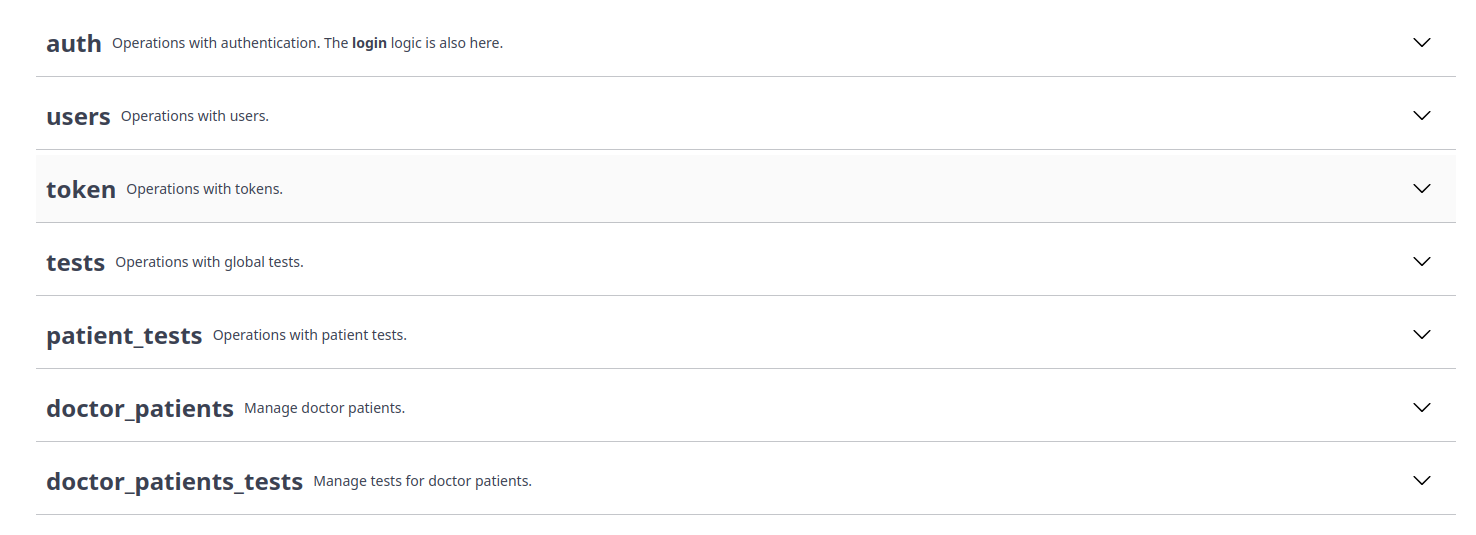 auth Operations with authentication. The login logic is also here.
users Operations with users.
token Operations with tokens.
tests Operations with global tests.
patient_tests Operations with patient tests.
doctor_patients Manage doctor patients.
doctor_patients_tests Manage tests for doctor patients.